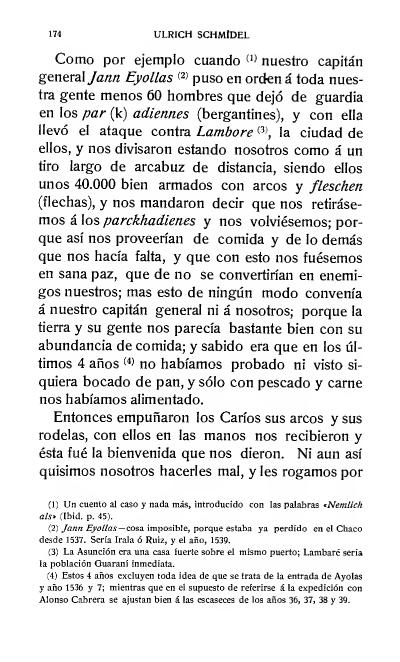 174 ULRICH SCHMÍDEL
Como por ejemplo cuando (1) nuestro capitán
general Jann Eyollas (2) puso en orden á toda nues-
tra gente menos 60 hombres que dejó de guardia
en los par (k) adiennes (bergantines), y con ella
llevó el ataque contra Lambore (3), la ciudad de
ellos, y nos divisaron estando nosotros como á un
tiro largo de arcabuz de distancia, siendo ellos
unos 40.000 bien armados con arcos y fleschen
(flechas), y nos mandaron decir que nos retiráse-
mos á los parckhadienes y nos volviésemos; por-
que así nos proveerían de comida y de lo demás
que nos hacía falta, y que con esto nos fuésemos
en sana paz, que de no se convertirían en enemi-
gos nuestros; mas esto de ningún modo convenía
á nuestro capitán general ni á nosotros; porque la
tierra y su gente nos parecía bastante bien con su
abundancia de comida; y sabido era que en los úl-
timos 4 años (4) no habíamos probado ni visto si-
quiera bocado de pan, y sólo con pescado y carne
nos habíamos alimentado.
Entonces empuñaron los Caríos sus arcos y sus
rodelas, con ellos en las manos nos recibieron y
ésta fué la bienvenida que nos dieron. Ni aun así
quisimos nosotros hacerles mal, y les rogamos por
(1) Un cuento al caso y nada más, introducido con las palabras «Nemlich
als» (Ibid. p. 45).
(2) Jann Eyollas—cosa imposible, porque estaba ya perdido en el Chaco
desde 1537. Sería Irala ó Ruiz, y el año, 1539.
(3) La Asunción era una casa fuerte sobre el mismo puerto; Lambaré sería
la población Guaraní inmediata.
(4) Estos 4 años excluyen toda idea de que se trata de la entrada de Ayolas
y año 1536 y 7; mientras que en el supuesto de referirse á la expedición con
Alonso Cabrera se ajustan bien á las escaseces de los años 36, 37, 38 y 39.